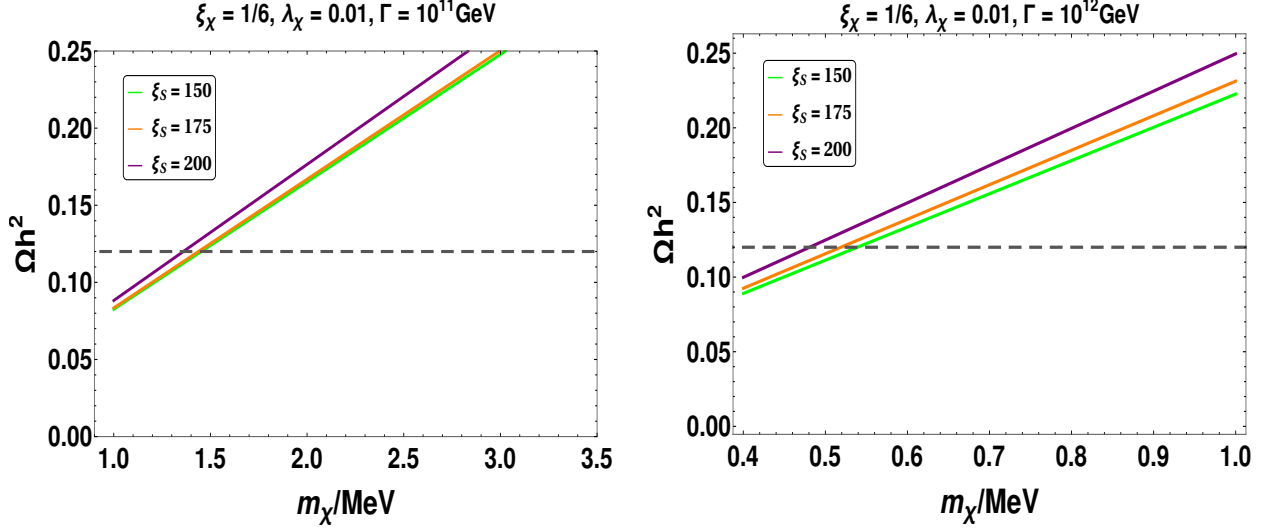 ξχ = 1/6, λχ = 0.01, Γ = 10¹¹GeV
0.25
0.20
0.15
0.10
0.05
0.00
Ωh²
ξS = 150
ξS = 175
ξS = 200
1.0 1.5 2.0 2.5 3.0 3.5
mχ/MeV
ξχ = 1/6, λχ = 0.01, Γ = 10¹²GeV
0.25
0.20
0.15
0.10
0.05
0.00
Ωh²
ξS = 150
ξS = 175
ξS = 200
0.4 0.5 0.6 0.7 0.8 0.9 1.0
mχ/MeV